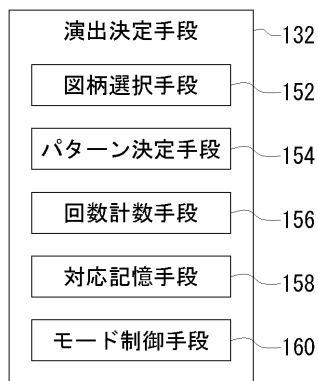 演出決定手段 132
図柄選択手段 152
パターン決定手段 154
回数計数手段 156
対応記憶手段 158
モード制御手段 160